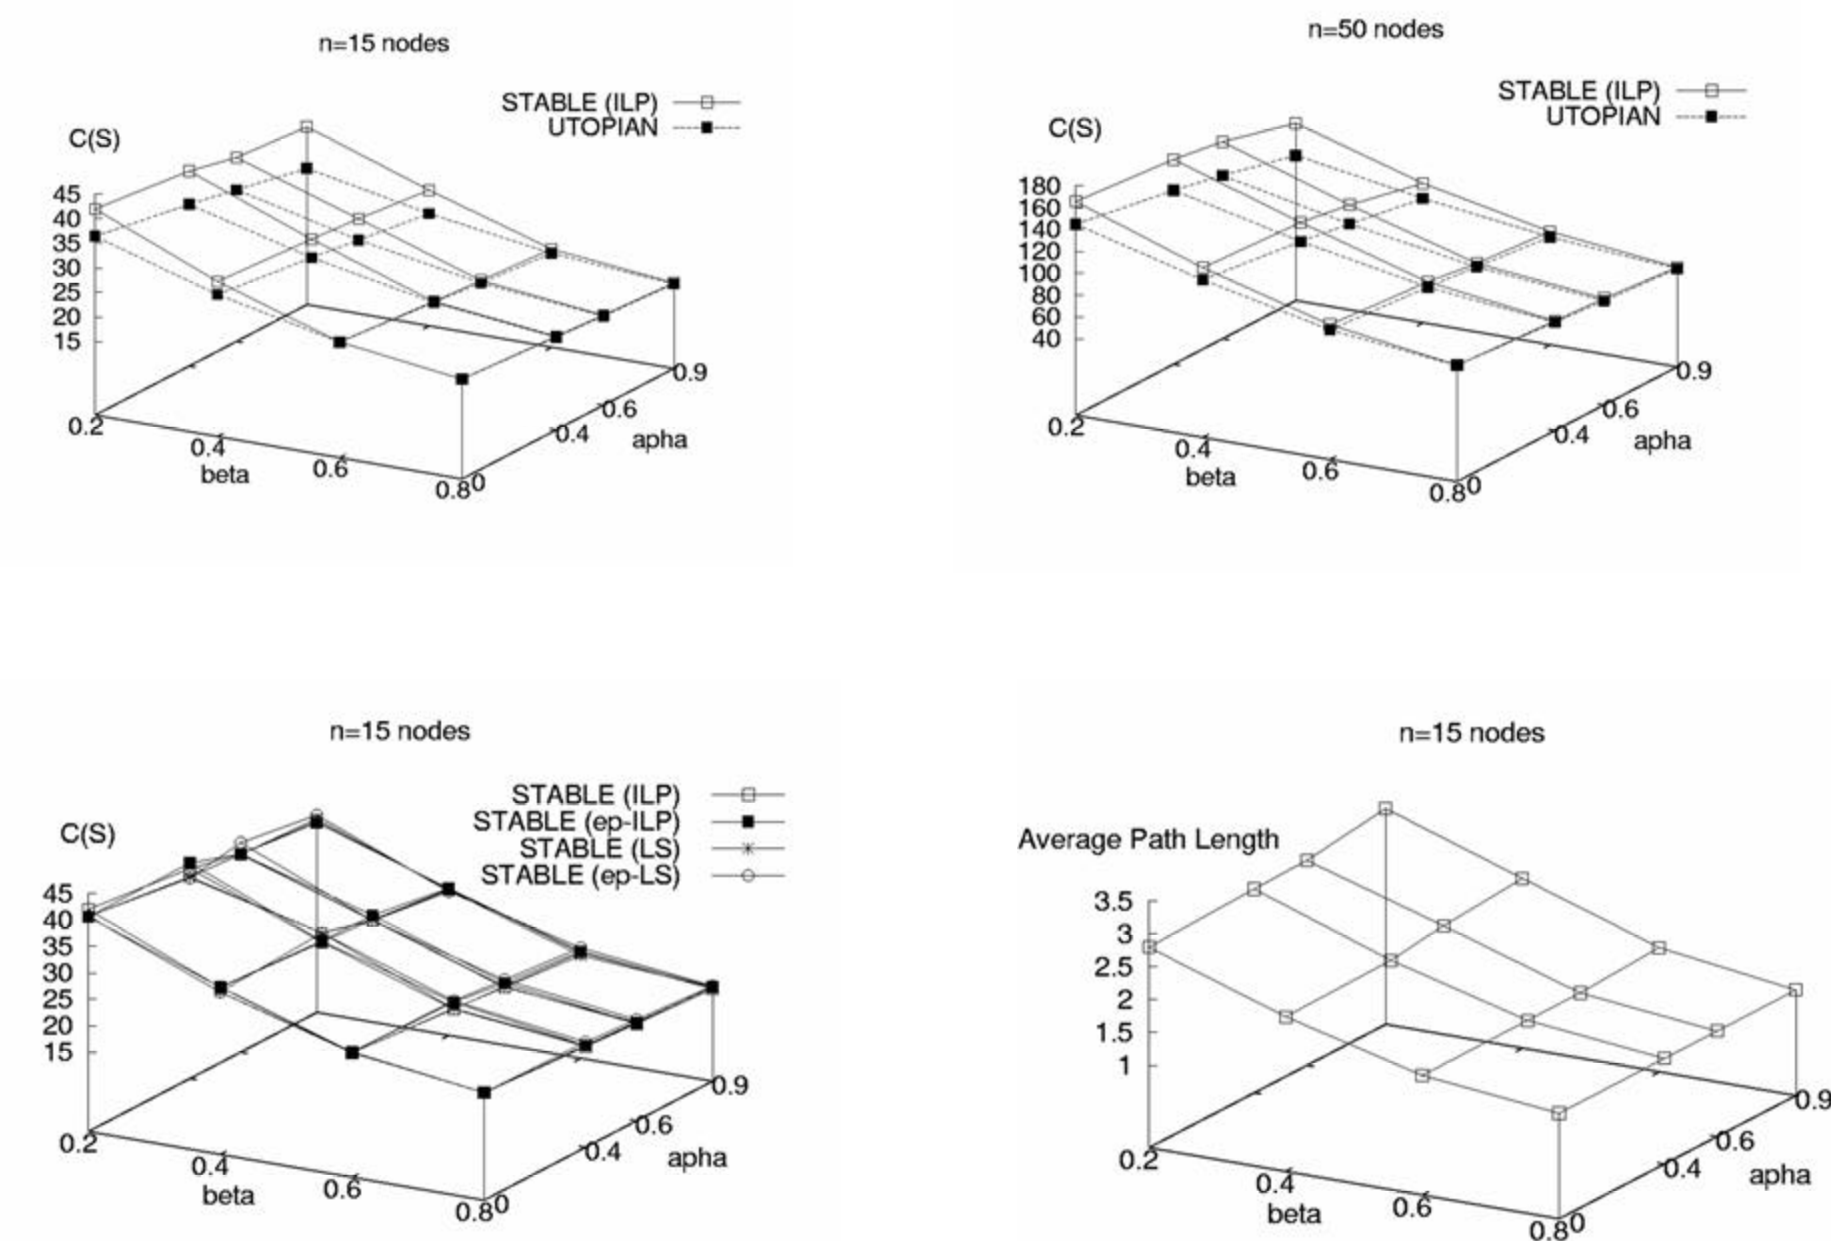 n=15 nodes
STABLE (ILP)
UTOPIAN
C(S)
45
40
35
30
25
20
15
0.2
0.4
0.6
0.8
beta
0
0.4
0.6
0.9
apha
n=50 nodes
STABLE (ILP)
UTOPIAN
C(S)
180
160
140
120
100
80
60
40
0.2
0.4
0.6
0.8
beta
0
0.4
0.6
0.9
apha
n=15 nodes
STABLE (ILP)
STABLE (ep-ILP)
STABLE (LS)
STABLE (ep-LS)
C(S)
45
40
35
30
25
20
15
0.2
0.4
0.6
0.8
beta
0
0.4
0.6
0.9
apha
n=15 nodes
Average Path Length
3.5
3
2.5
2
1.5
1
0.2
0.4
0.6
0.8
beta
0
0.4
0.6
0.9
apha